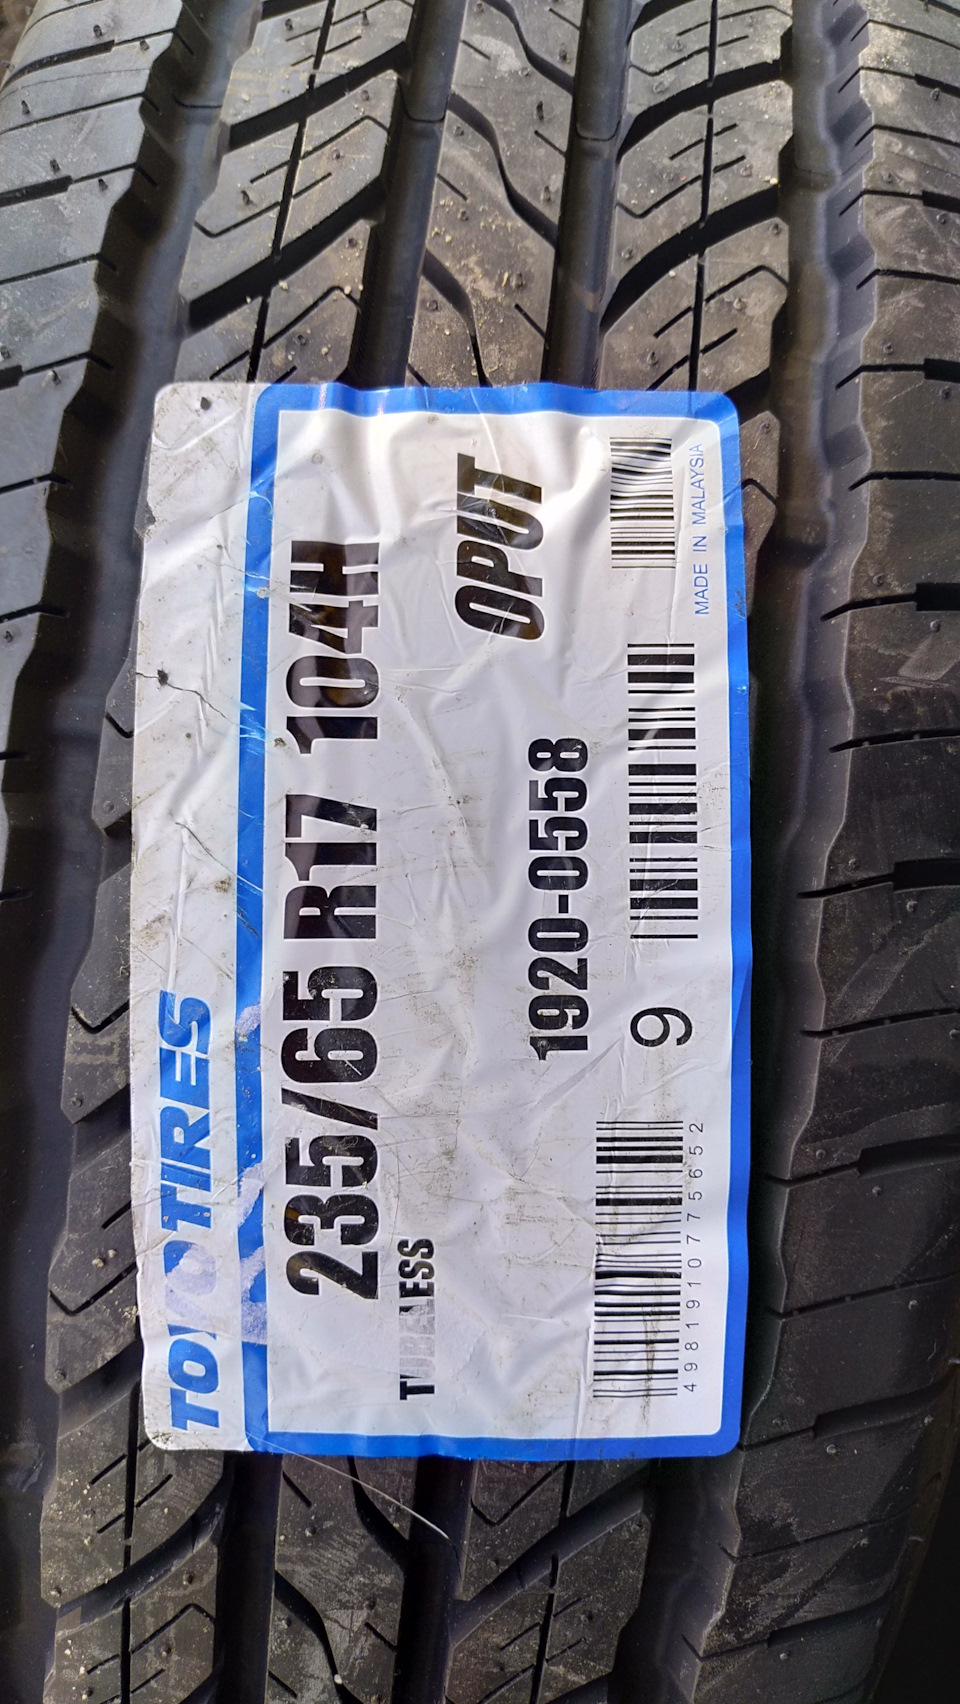 TOYO TIRES
235/65 R17 104H
TUBELESS
OPUT
1920-0558
9
4981910775652
MADE IN MALAYSIA